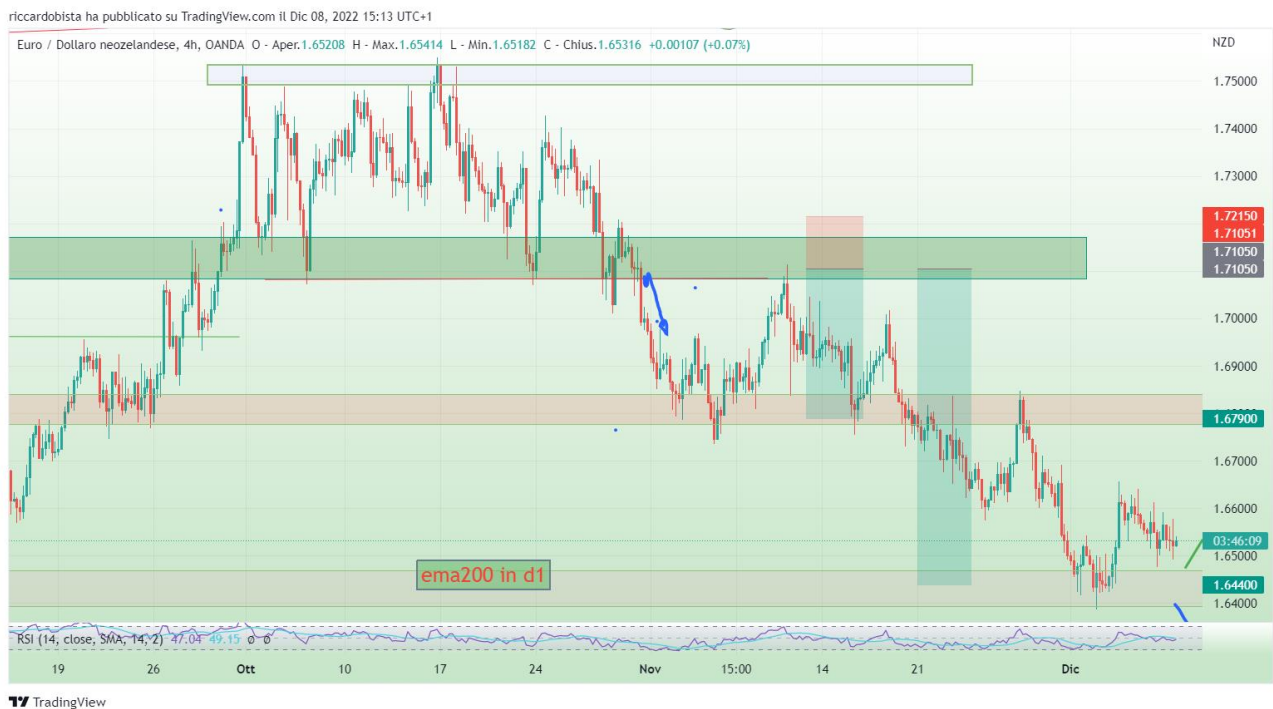 riccardobista ha pubblicato su TradingView.com il Dic 08, 2022 15:13 UTC+1
Euro / Dollaro neozelandese, 4h, OANDA O - Aper.1.65208 H - Max.1.65414 L - Min.1.65182 C - Chius.1.65316 +0.00107 (+0.07%)
NZD
1.75000
1.74000
1.73000
1.72150
1.71051
1.71050
1.71050
1.70000
1.69000
1.67900
1.67000
1.66000
03:46:09
1.65000
ema200 in d1
1.64400
1.64000
RSI (14, close, SMA, 14, 2) 47.04 49.15 ø ø
19 26 Ott 10 17 24 Nov 15:00 14 21 Dic
TradingView